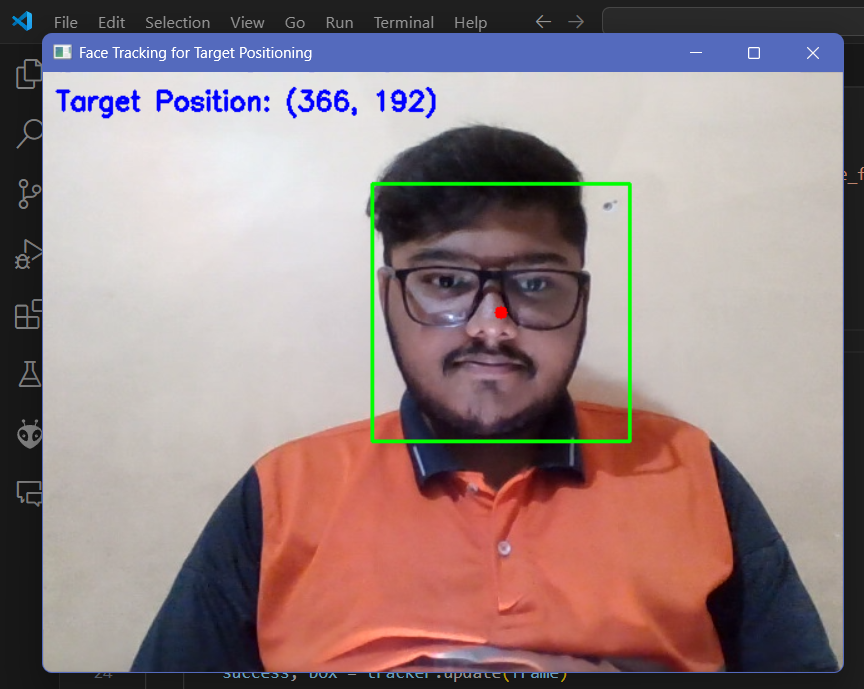 File Edit Selection View Go Run Terminal Help
Face Tracking for Target Positioning
Target Position: (366, 192)
e_f
24 success, box = tracker.update(frame)